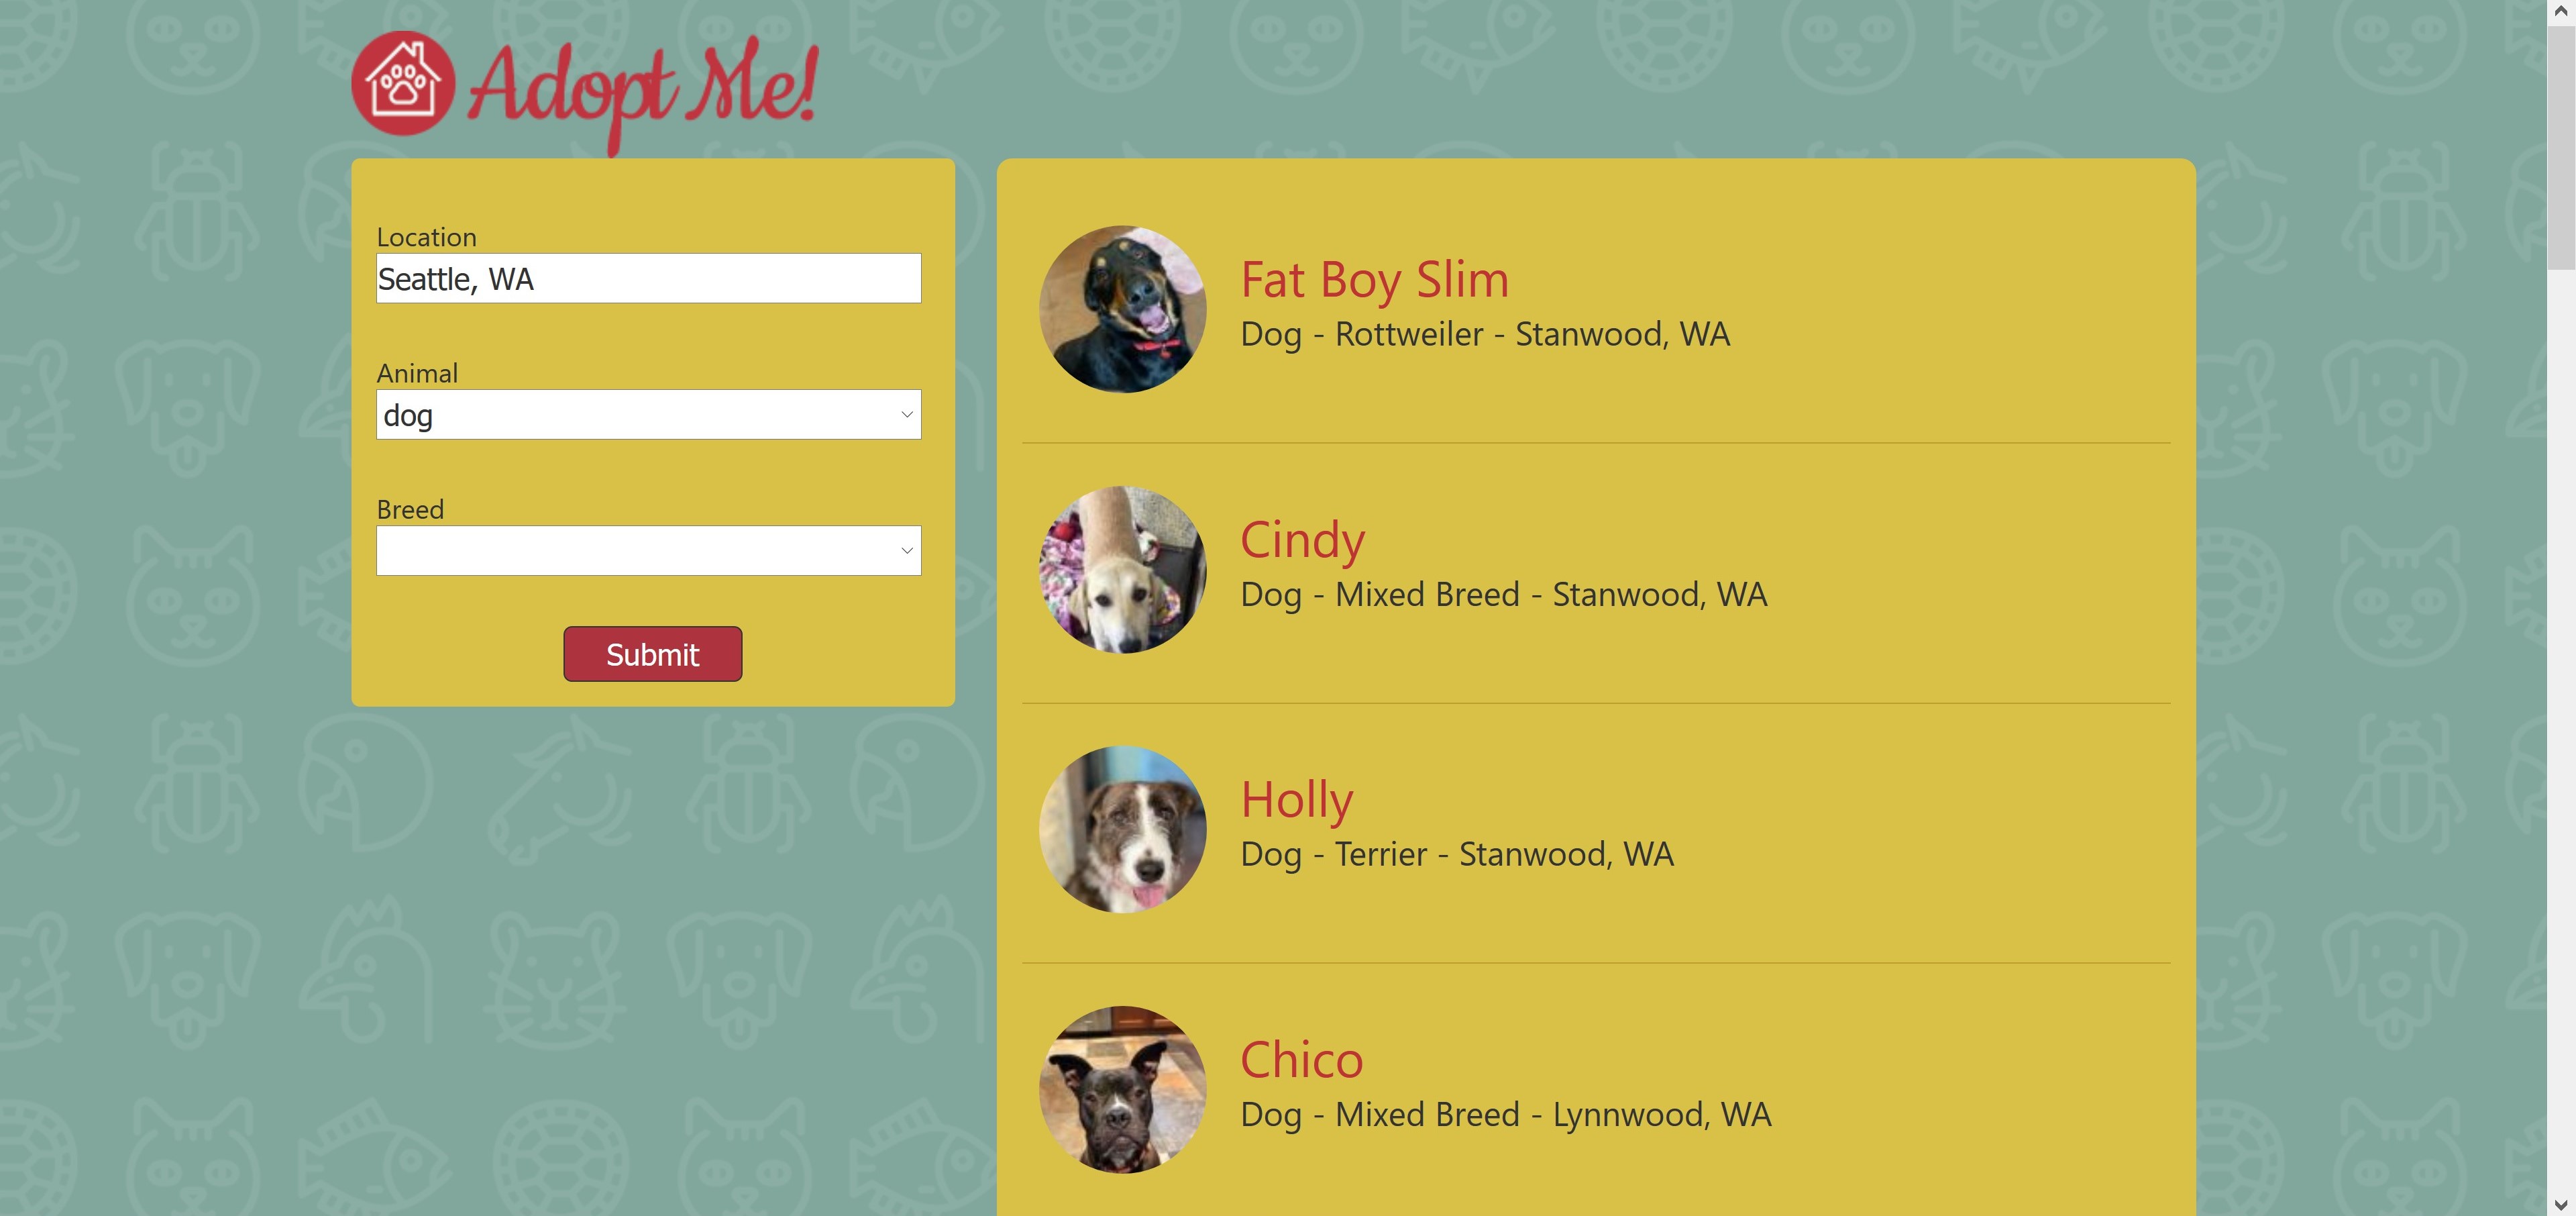 Adopt Me!
Location
Seattle, WA
Animal
dog
Breed
Submit
Fat Boy Slim
Dog - Rottweiler - Stanwood, WA
Cindy
Dog - Mixed Breed - Stanwood, WA
Holly
Dog - Terrier - Stanwood, WA
Chico
Dog - Mixed Breed - Lynnwood, WA